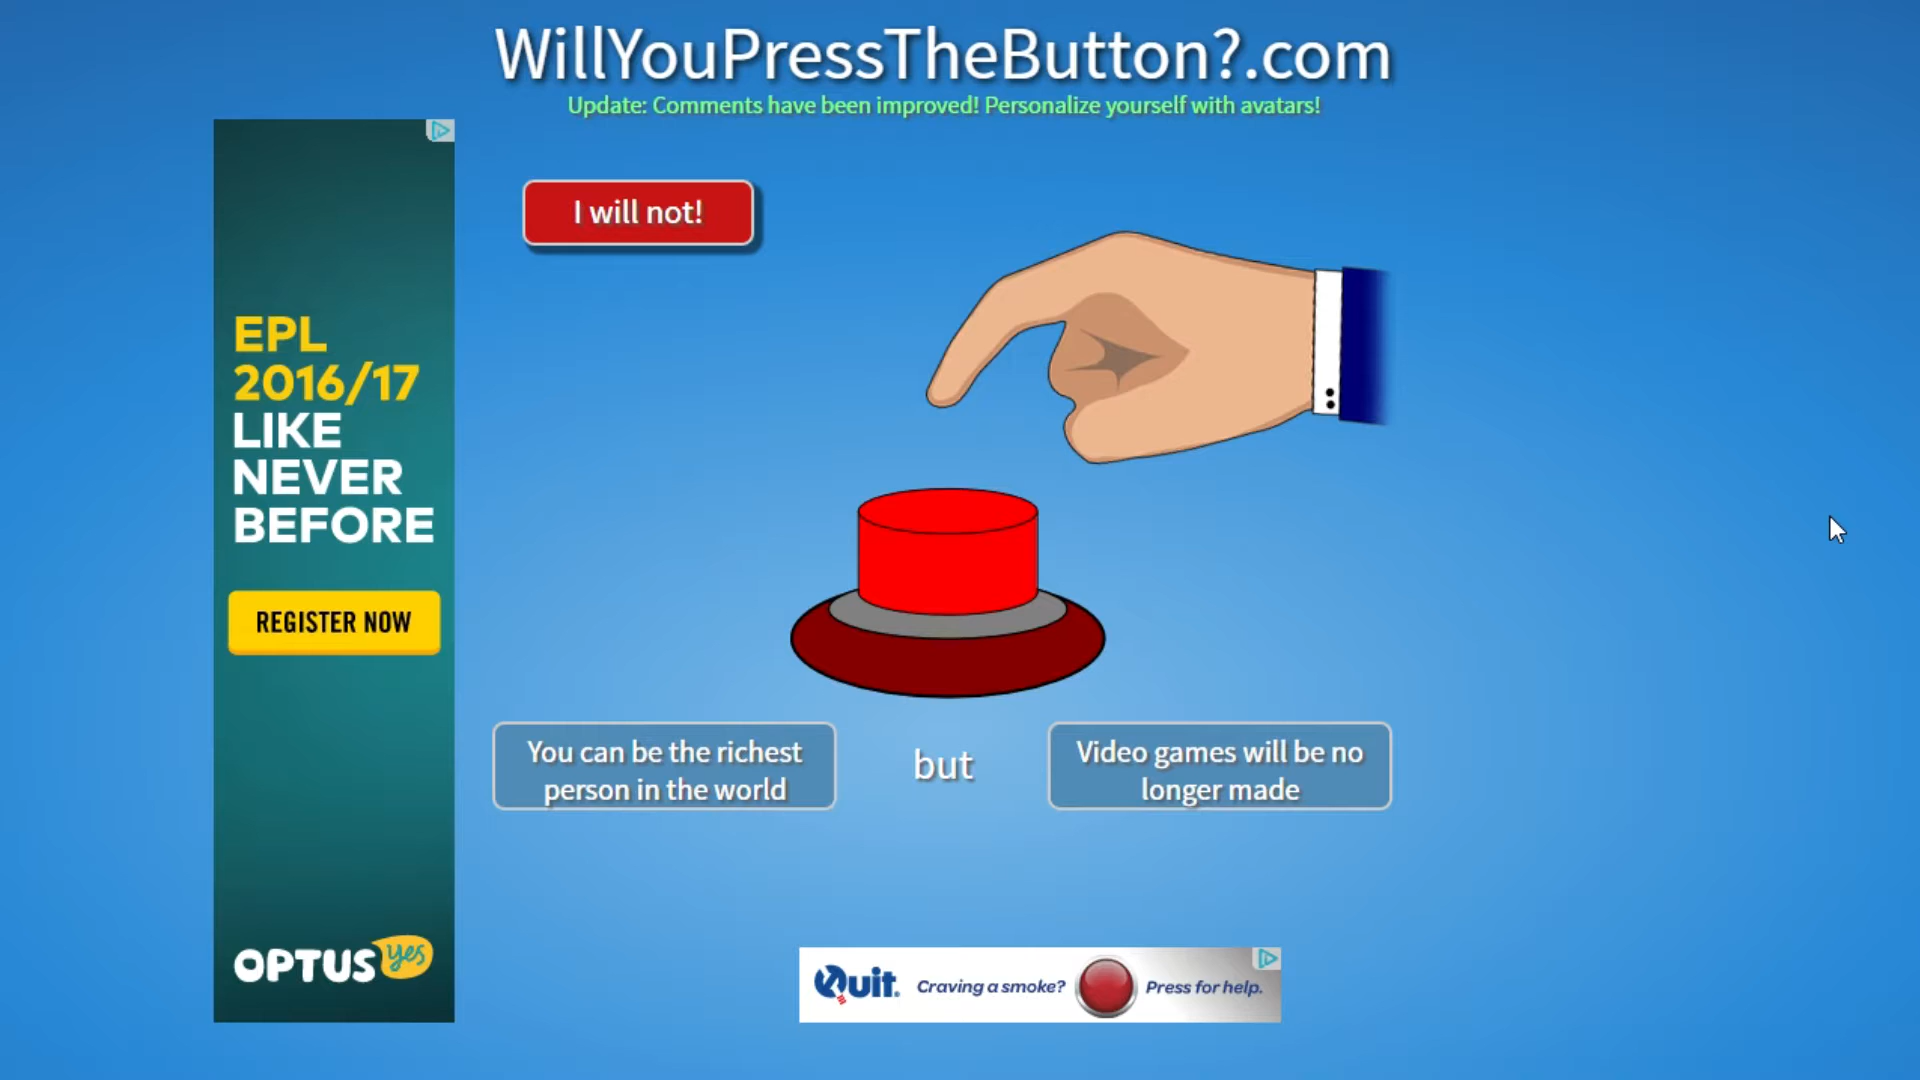 WillYouPressTheButton?.com
Update: Comments have been improved! Personalize yourself with avatars!
I will not!
EPL
2016/17
LIKE
NEVER
BEFORE
REGISTER NOW
OPTUS yes
You can be the richest
person in the world
but
Video games will be no
longer made
Quit. Craving a smoke? Press for help.